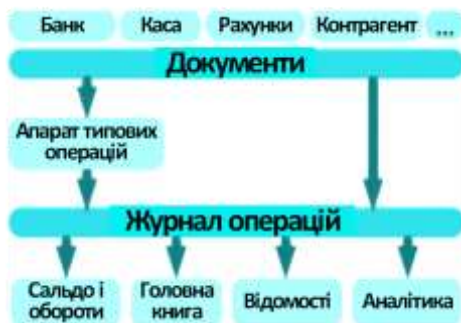 Банк Каса Рахунки Контрагент ...
Документи
Апарат типових
операцій
Журнал операцій
Сальдо і
обороти
Головна
книга
Відомості
Аналітика